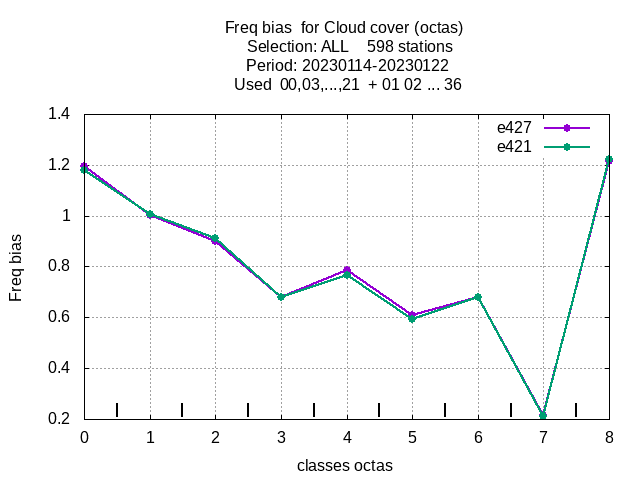 Freq bias  for Cloud cover (octas)
Selection: ALL    598 stations
Period: 20230114-20230122
Used  00,03,...,21  + 01 02 ... 36
e427
e421
1.4
1.2
1
0.8
0.6
0.4
0.2
Freq bias
0 1 2 3 4 5 6 7 8
classes octas